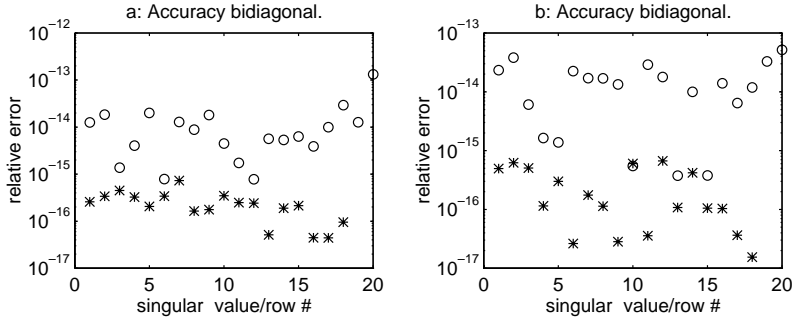 a: Accuracy bidiagonal.
10^-12
10^-13
10^-14
10^-15
10^-16
10^-17
relative error
0 5 10 15 20
singular value/row #
b: Accuracy bidiagonal.
10^-13
10^-14
10^-15
10^-16
10^-17
relative error
0 5 10 15 20
singular value/row #